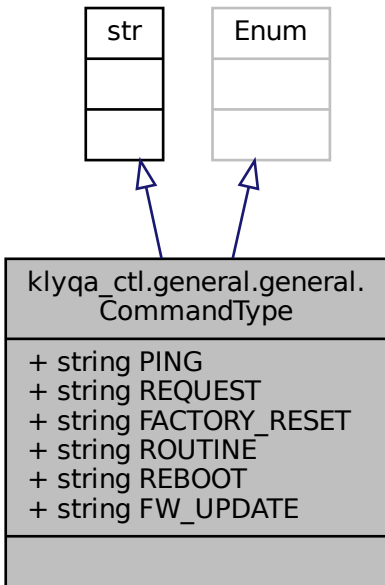 str
Enum
klyqa_ctl.general.general.
CommandType
+ string PING
+ string REQUEST
+ string FACTORY_RESET
+ string ROUTINE
+ string REBOOT
+ string FW_UPDATE